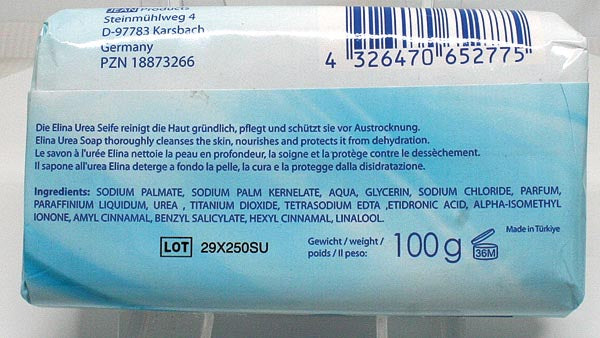 JEAN Products
Steinmühlweg 4
D-97783 Karsbach
Germany
PZN 18873266
4 326470 652775
Die Elina Urea Seife reinigt die Haut gründlich, pflegt und schützt sie vor Austrocknung.
Elina Urea Soap thoroughly cleanses the skin, nourishes and protects it from dehydration.
Le savon à l'urée Elina nettoie la peau en profondeur, la soigne et la protège contre le dessèchement.
Il sapone all'urea Elina deterge a fondo la pelle, la cura e la protegge dalla disidratazione.
Ingredients: SODIUM PALMATE, SODIUM PALM KERNELATE, AQUA, GLYCERIN, SODIUM CHLORIDE, PARFUM,
PARAFFINIUM LIQUIDUM, UREA , TITANIUM DIOXIDE, TETRASODIUM EDTA ,ETIDRONIC ACID, ALPHA-ISOMETHYL
IONONE, AMYL CINNAMAL, BENZYL SALICYLATE, HEXYL CINNAMAL, LINALOOL.
Made in Türkiye
LOT 29X250SU
Gewicht / weight /
poids / Il peso: 100 g 36M